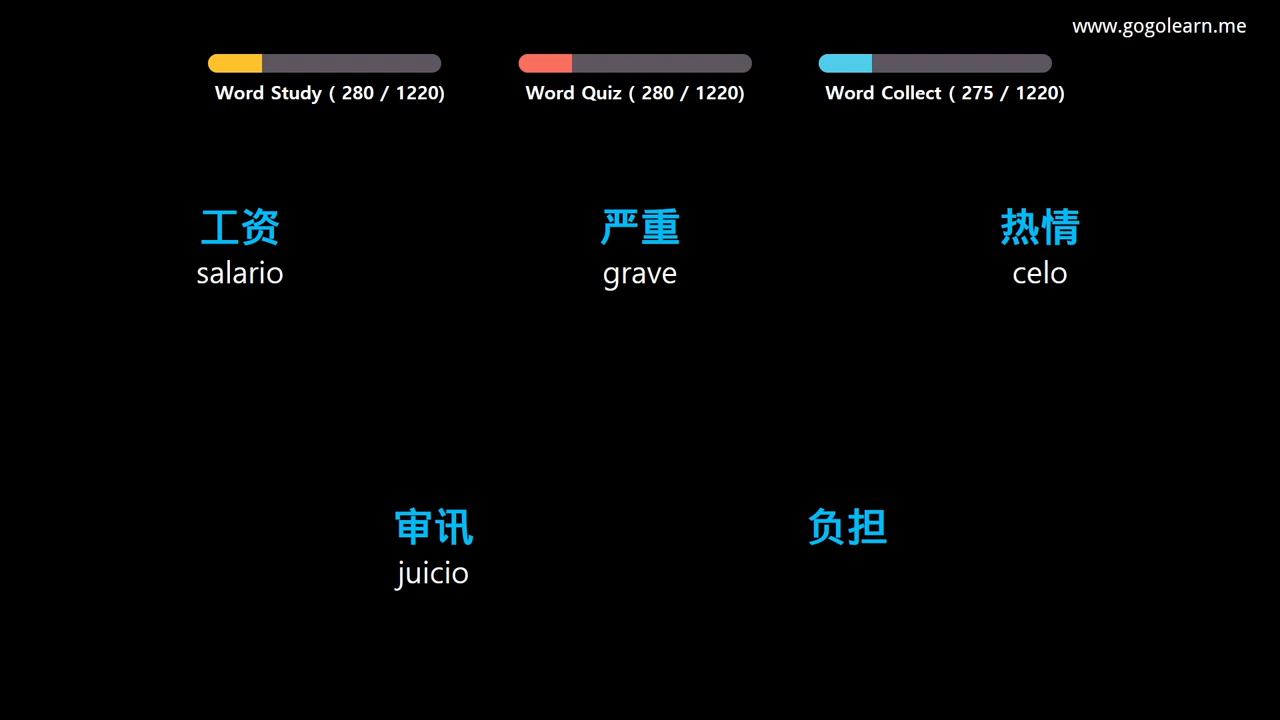 www.gogolearn.me
Word Study ( 280 / 1220)
Word Quiz ( 280 / 1220)
Word Collect ( 275 / 1220)
工资
salario
严重
grave
热情
celo
审讯
juicio
负担